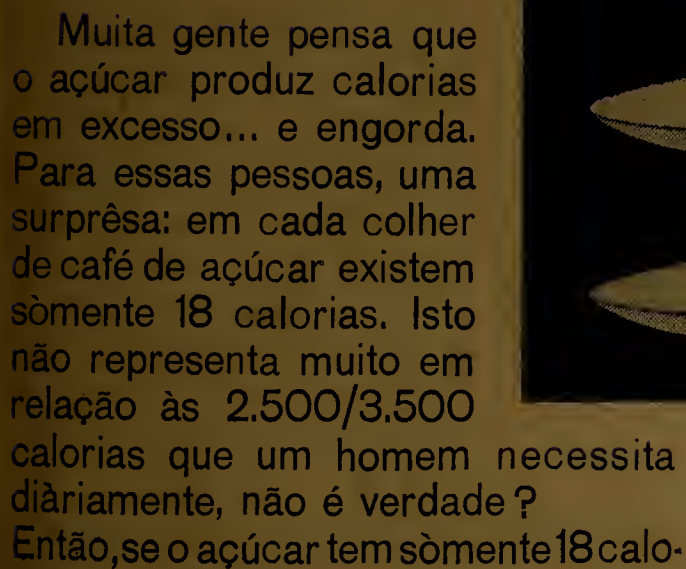 Muita gente pensa que
o açúcar produz calorias
em excesso... e engorda.
Para essas pessoas, uma
surprêsa: em cada colher
de café de açúcar existem
sòmente 18 calorias. Isto
não representa muito em
relação às 2.500/3.500
calorias que um homem necessita
diàriamente, não é verdade?
Então, se o açúcar tem sòmente 18 calo-